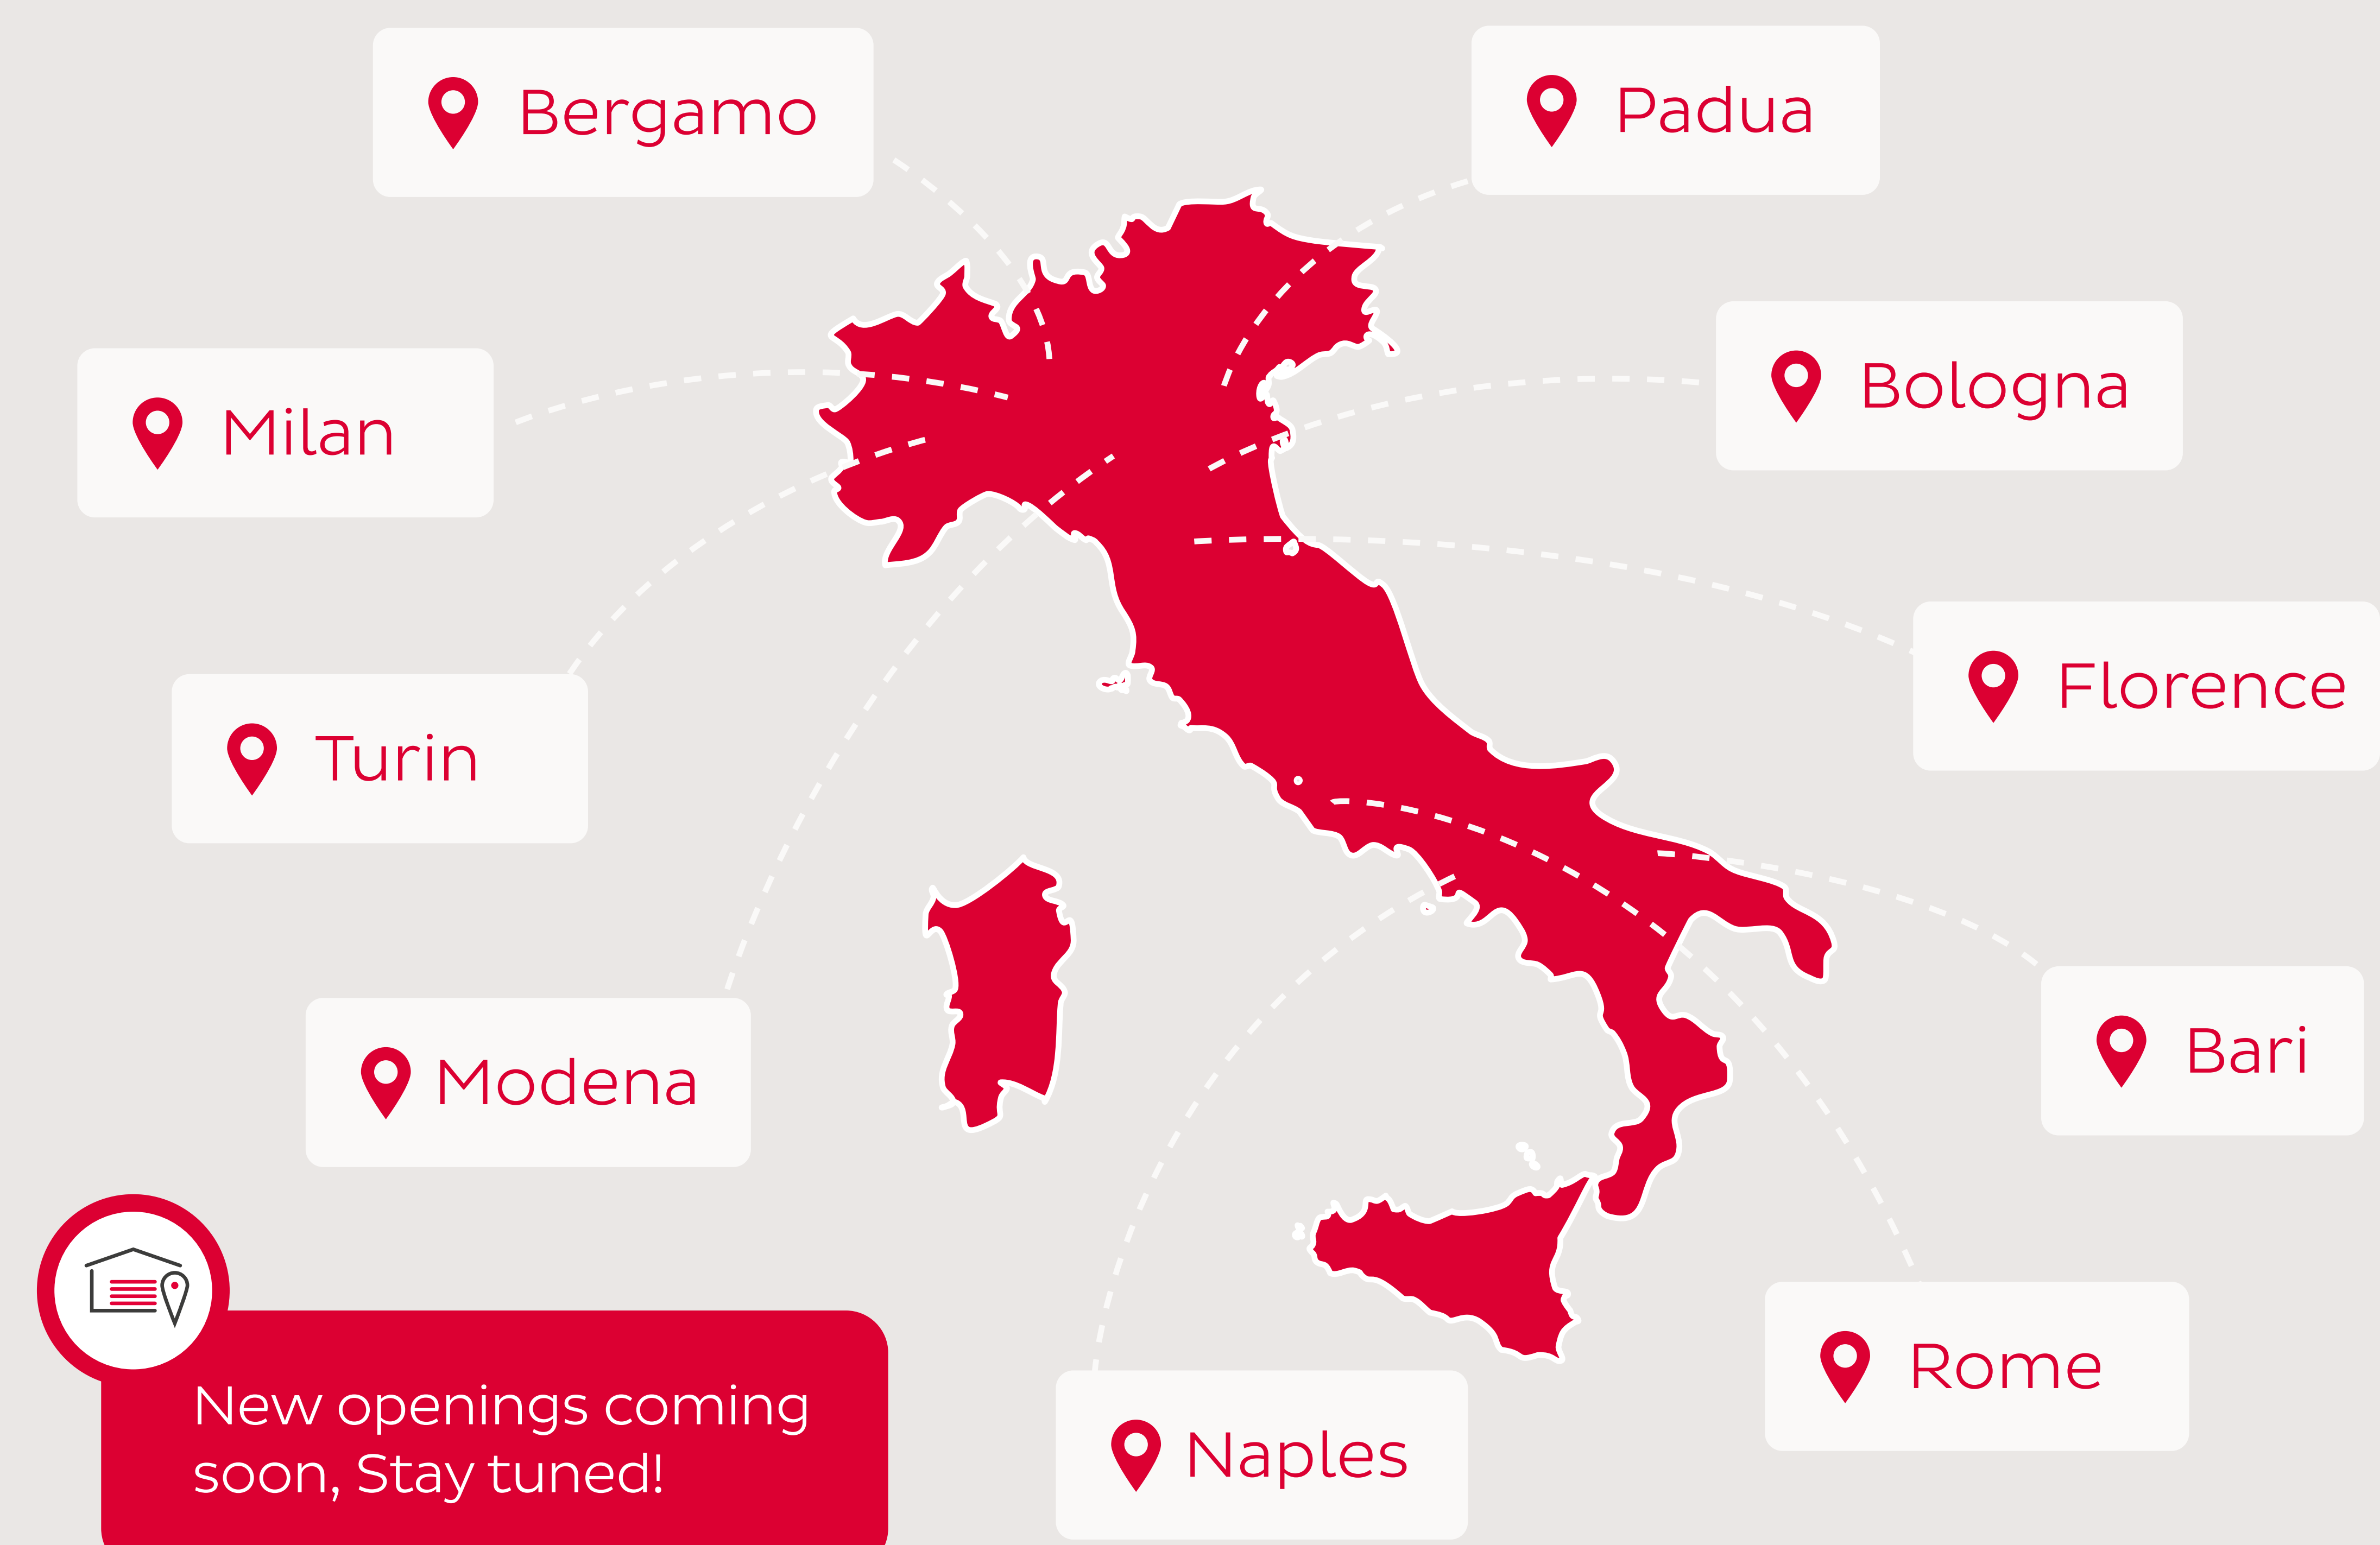 Bergamo
Padua
Milan
Bologna
Turin
Florence
Modena
Bari
Rome
Naples
New openings coming
soon, Stay tuned!